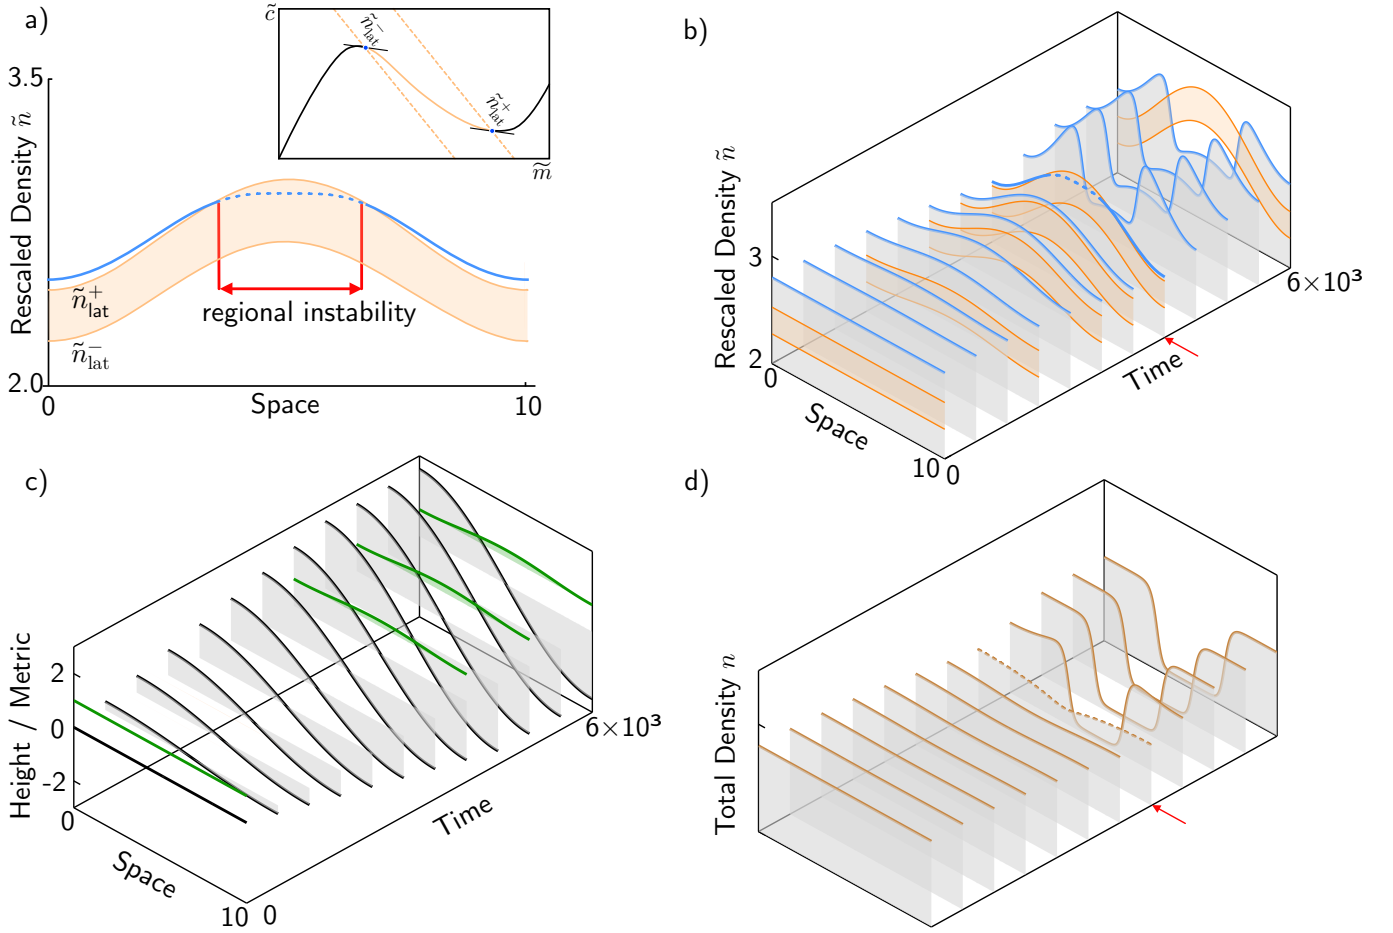 a)
c̃
ñ⁻lat
ñ⁺lat
m̃
3.5
Rescaled Density ñ
ñ⁺lat
ñ⁻lat
regional instability
2.0
0
Space
10
b)
Rescaled Density ñ
3
2
0
Space
10
0
Time
6×10³
c)
Height / Metric
2
0
-2
0
Space
10
0
Time
6×10³
d)
Total Density n